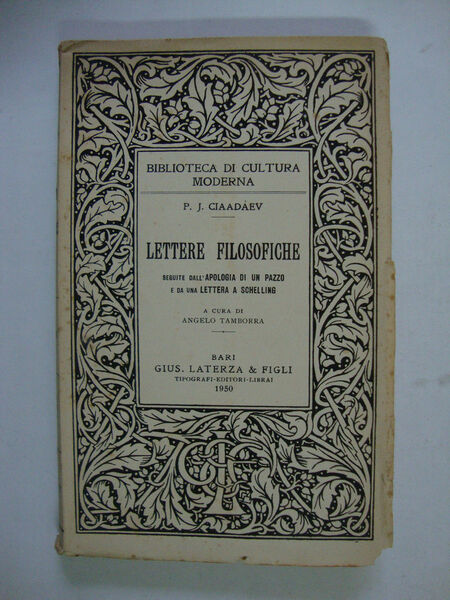 BIBLIOTECA DI CULTURA
MODERNA
P. J. CIAADÀEV
LETTERE FILOSOFICHE
SEGUITE DALL'APOLOGIA DI UN PAZZO
E DA UNA LETTERA A SCHELLING
A CURA DI
ANGELO TAMBORRA
BARI
GIUS. LATERZA & FIGLI
TIPOGRAFI-EDITORI-LIBRAI
1950